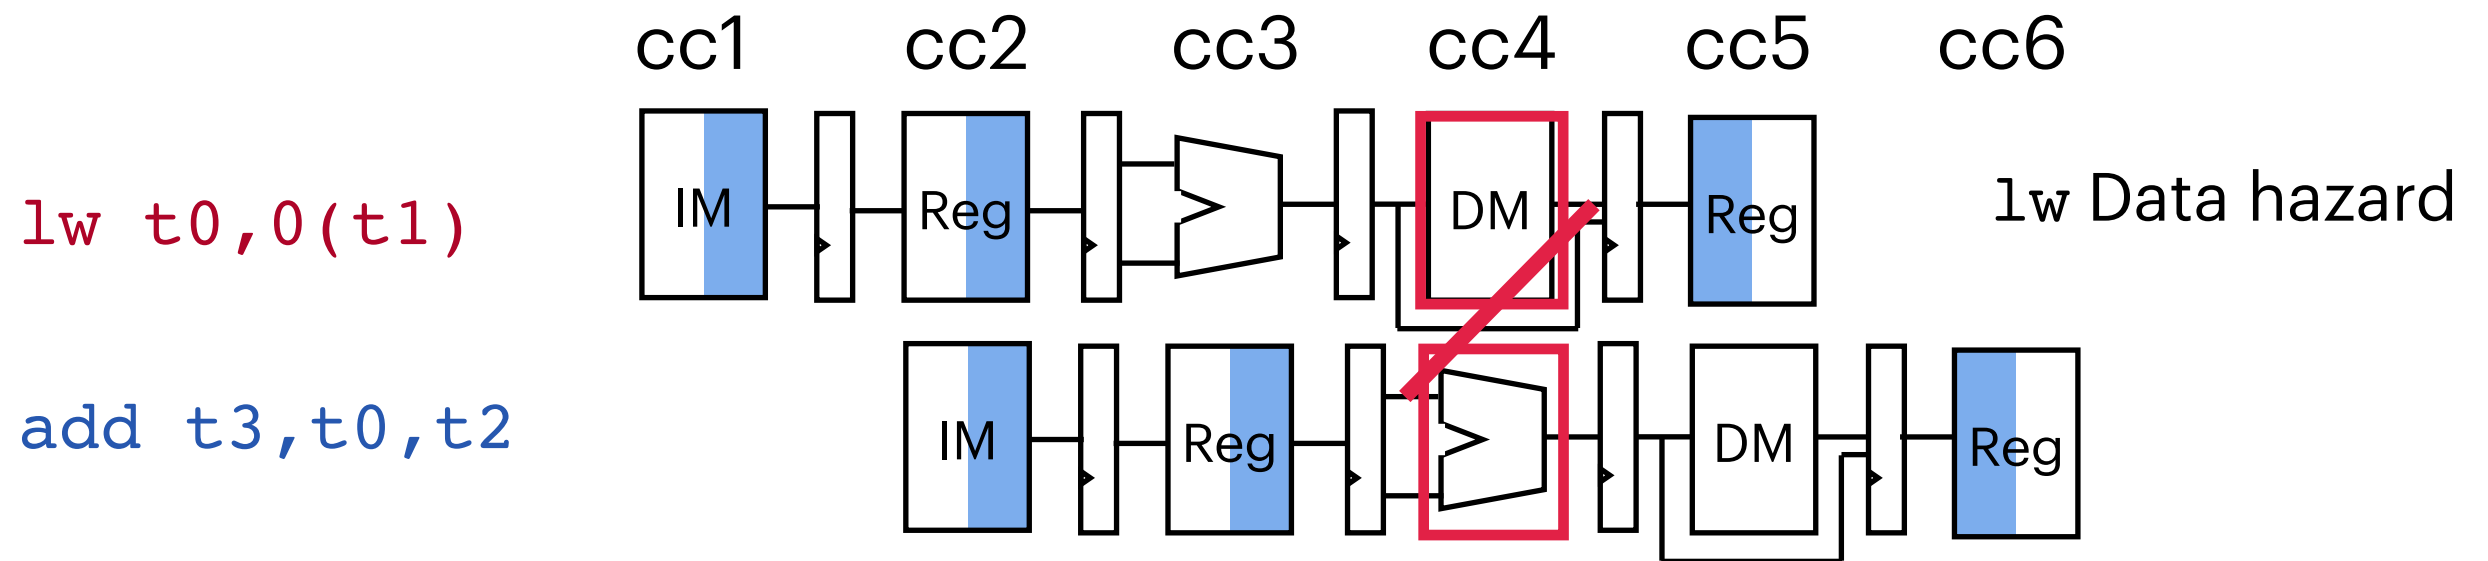 cc1 cc2 cc3 cc4 cc5 cc6
lw t0,0(t1) IM Reg DM Reg lw Data hazard
add t3,t0,t2 IM Reg DM Reg